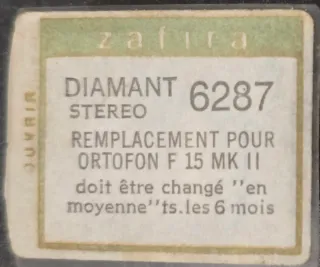 zafira
DIAMANT 6287
STEREO
REMPLACEMENT POUR
ORTOFON F 15 MK II
doit être changé "en
moyenne"ts.les 6 mois
OUVRIR